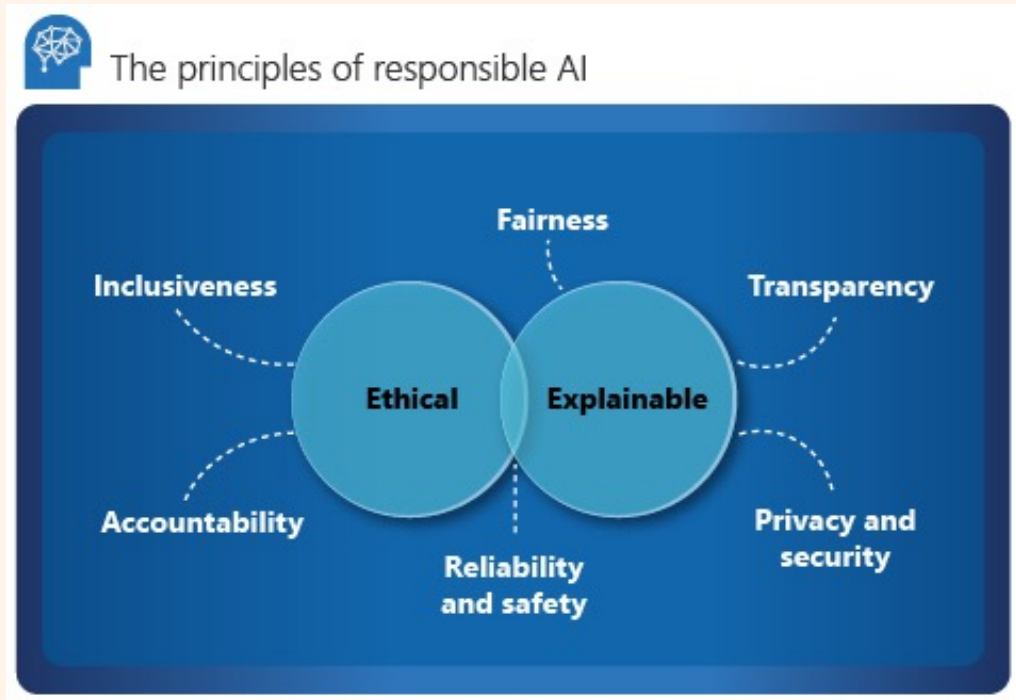 The principles of responsible AI
Fairness
Inclusiveness
Transparency
Ethical
Explainable
Accountability
Privacy and
security
Reliability
and safety